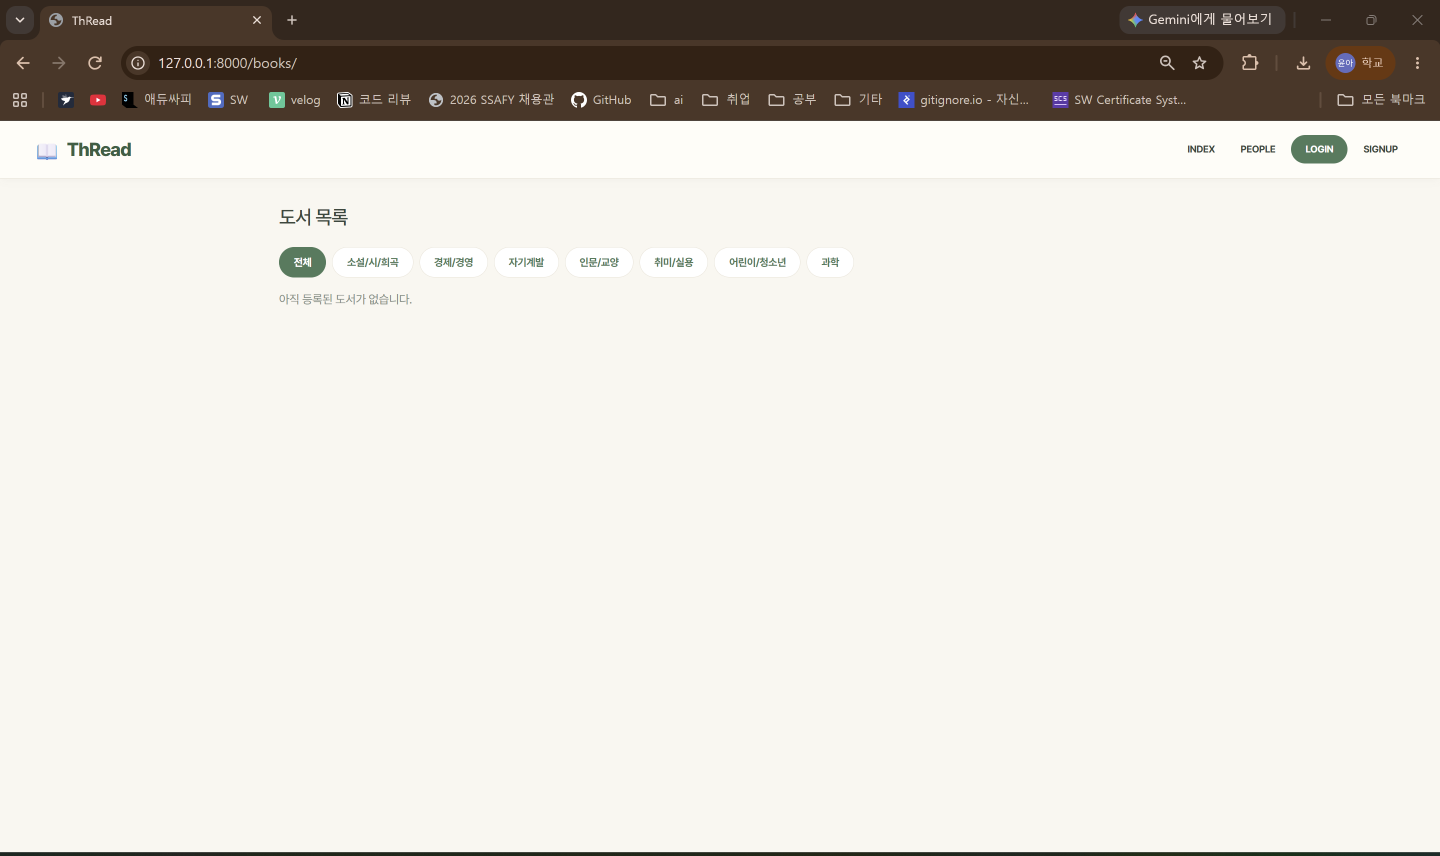 ThRead
Gemini에게 물어보기
127.0.0.1:8000/books/
윤아 학교
애듀싸피 SW velog 코드 리뷰 2026 SSAFY 채용관 GitHub ai 취업 공부 기타 gitignore.io - 자신... SCS SW Certificate Syst... 모든 북마크
ThRead INDEX PEOPLE LOGIN SIGNUP
도서 목록
전체 소설/시/희곡 경제/경영 자기계발 인문/교양 취미/실용 어린이/청소년 과학
아직 등록된 도서가 없습니다.